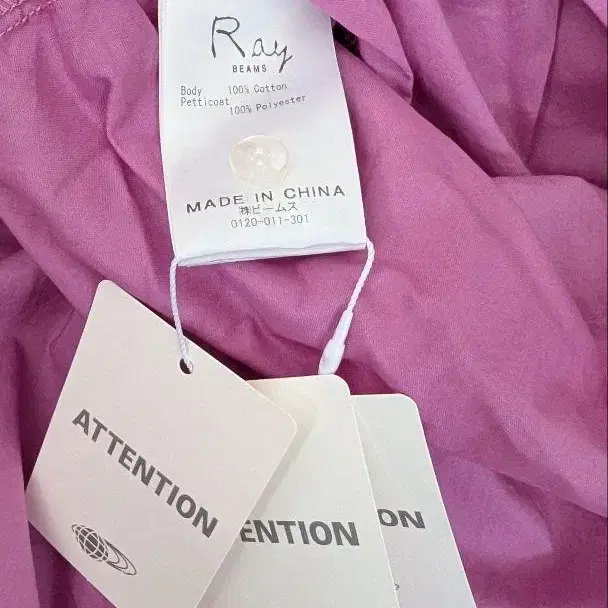 Ray
BEAMS
Body 100% Cotton
Petticoat 100% Polyester
MADE IN CHINA
㈱ビームス
0120-011-301
ATTENTION
ENTION
ON